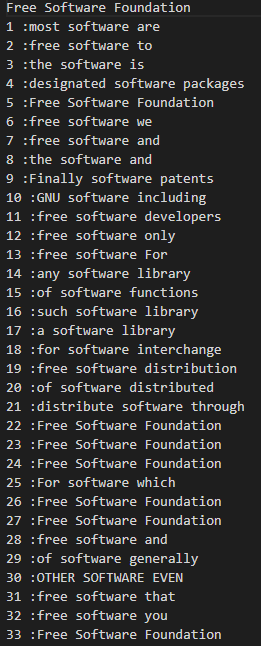 Free Software Foundation
1 :most software are
2 :free software to
3 :the software is
4 :designated software packages
5 :Free Software Foundation
6 :free software we
7 :free software and
8 :the software and
9 :Finally software patents
10 :GNU software including
11 :free software developers
12 :free software only
13 :free software For
14 :any software library
15 :of software functions
16 :such software library
17 :a software library
18 :for software interchange
19 :free software distribution
20 :of software distributed
21 :distribute software through
22 :Free Software Foundation
23 :Free Software Foundation
24 :Free Software Foundation
25 :For software which
26 :Free Software Foundation
27 :Free Software Foundation
28 :free software and
29 :of software generally
30 :OTHER SOFTWARE EVEN
31 :free software that
32 :free software you
33 :Free Software Foundation